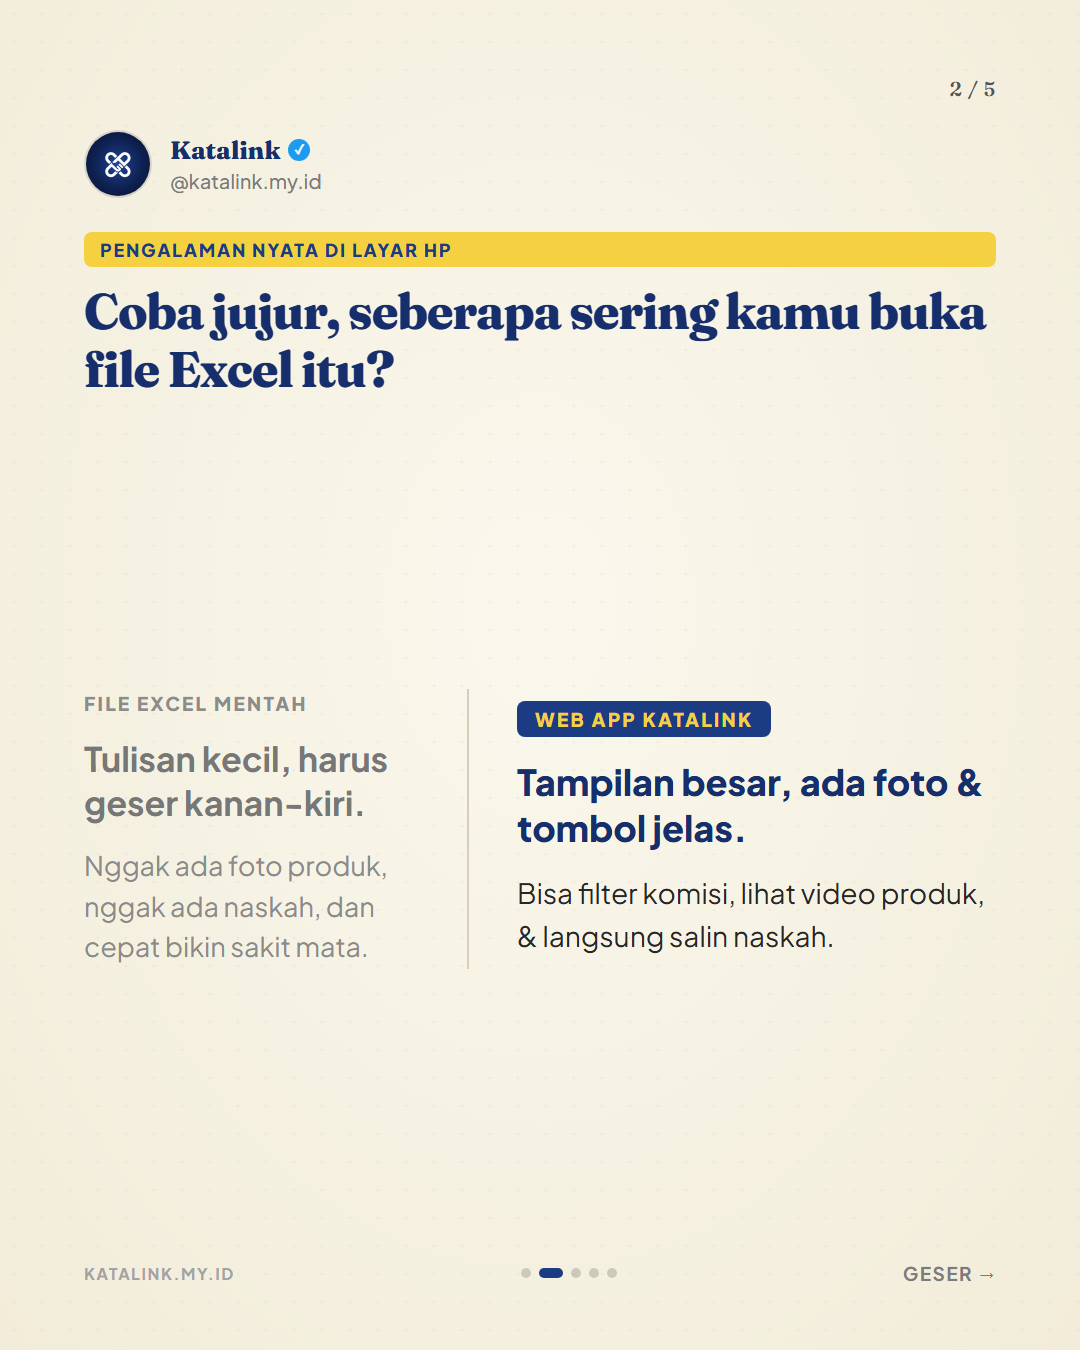 2 / 5
Katalink
@katalink.my.id
PENGALAMAN NYATA DI LAYAR HP
Coba jujur, seberapa sering kamu buka
file Excel itu?
FILE EXCEL MENTAH
Tulisan kecil, harus
geser kanan-kiri.
Nggak ada foto produk,
nggak ada naskah, dan
cepat bikin sakit mata.
WEB APP KATALINK
Tampilan besar, ada foto &
tombol jelas.
Bisa filter komisi, lihat video produk,
& langsung salin naskah.
KATALINK.MY.ID
GESER →